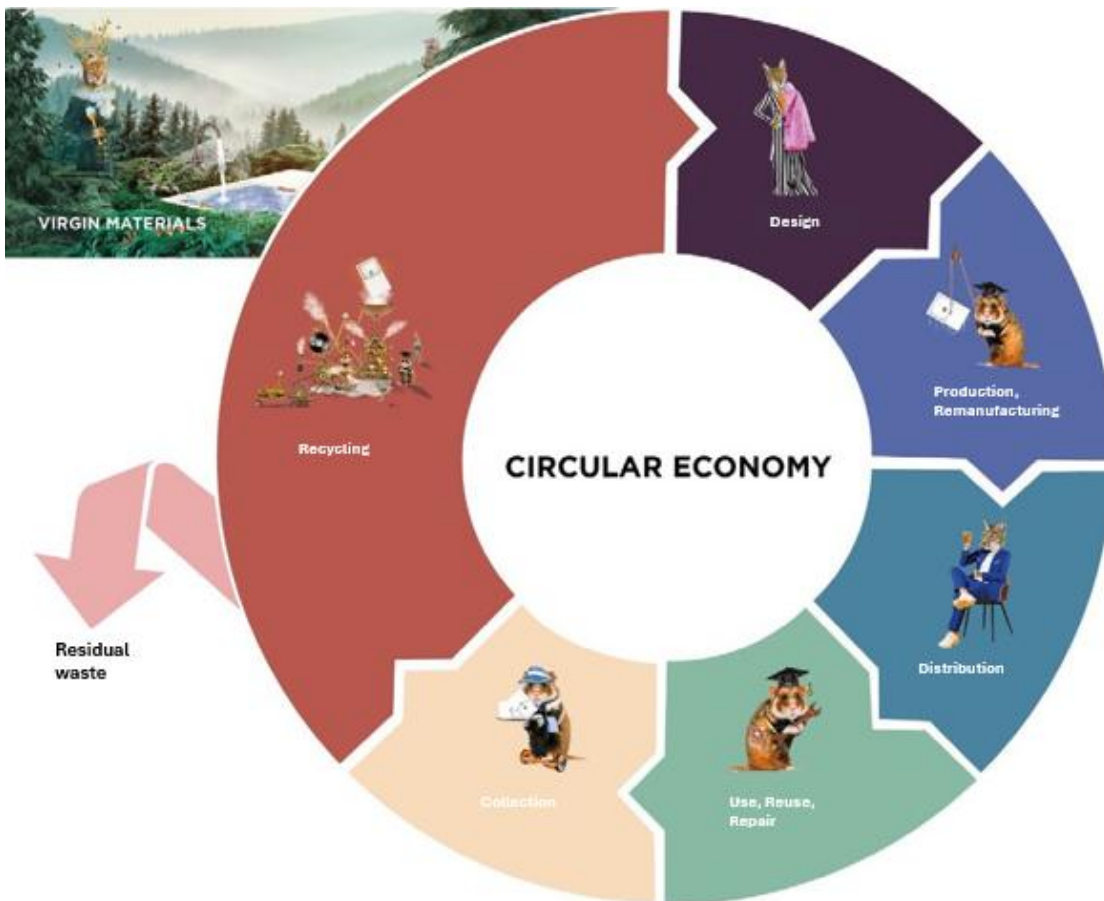 VIRGIN MATERIALS
Design
Production,
Remanufacturing
Recycling
CIRCULAR ECONOMY
Distribution
Residual
waste
Collection
Use, Reuse,
Repair